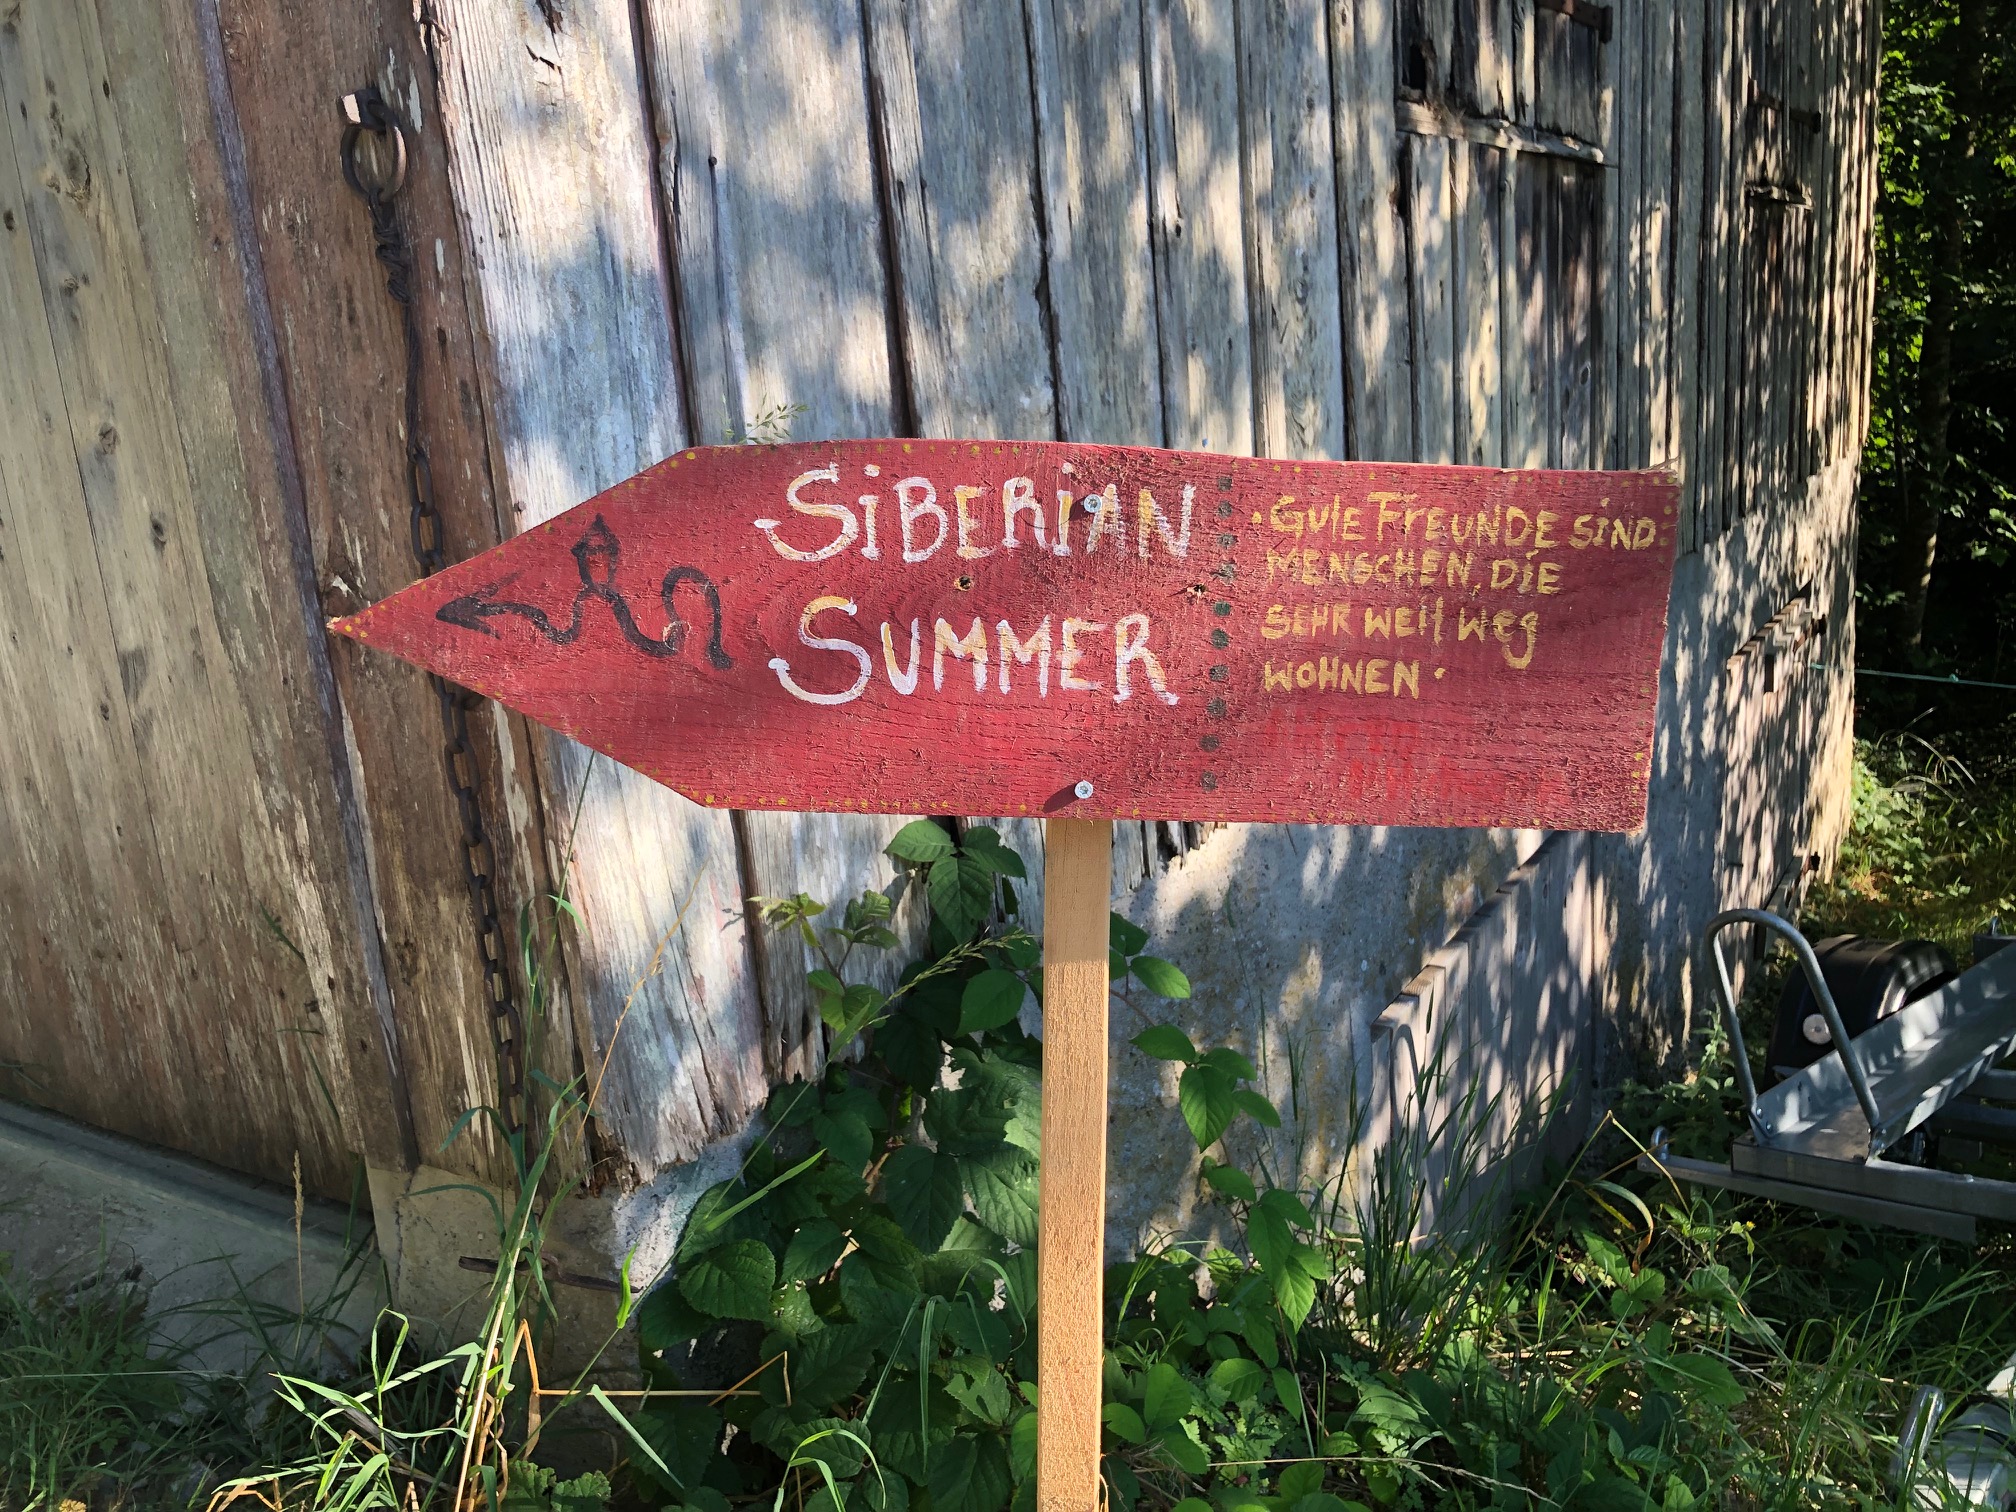 SiBERiAN
SUMMER
• GUTE FrEUNDE SiND:
MENSCHEN, DiE
SEHR WEIT WEg
WOHNEN •